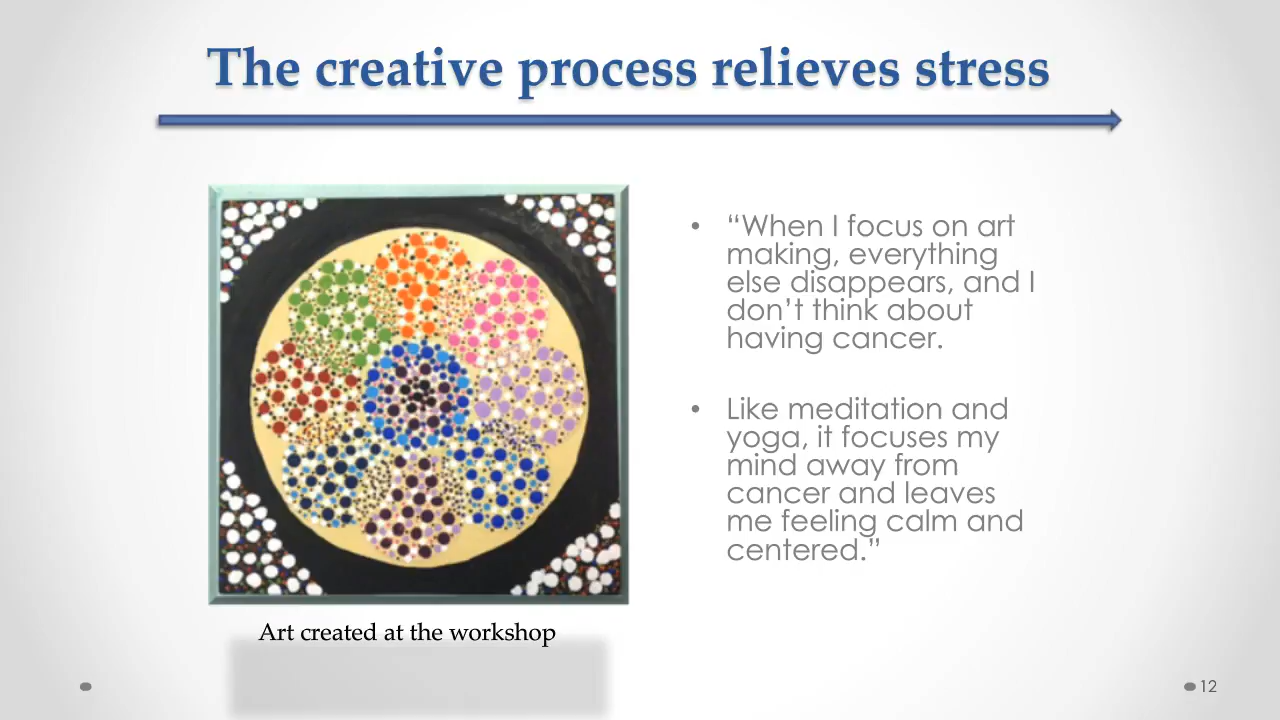 The creative process relieves stress
• “When I focus on art
making, everything
else disappears, and I
don’t think about
having cancer.
• Like meditation and
yoga, it focuses my
mind away from
cancer and leaves
me feeling calm and
centered.”
Art created at the workshop
12